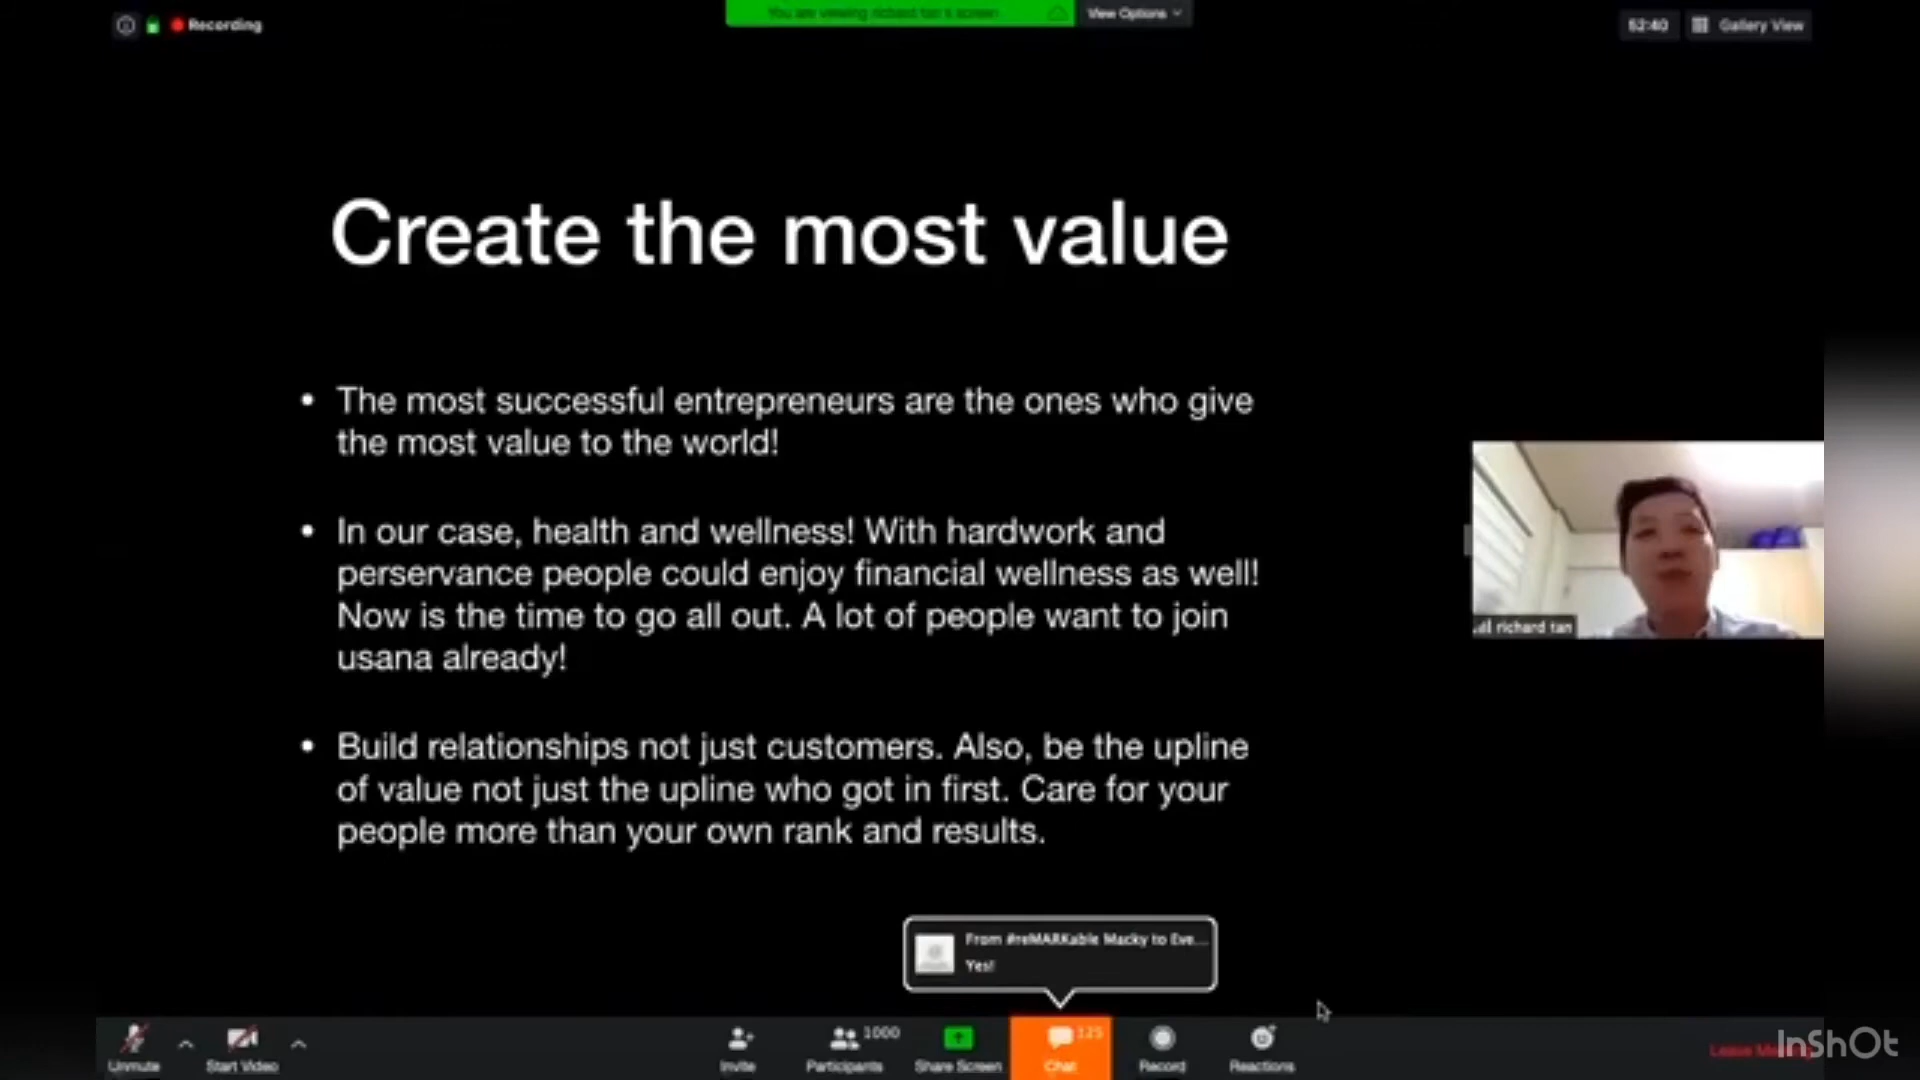 Recording
You are viewing richard tan's screen
View Options
52:40
Gallery View
Create the most value
• The most successful entrepreneurs are the ones who give
the most value to the world!
• In our case, health and wellness! With hardwork and
perservance people could enjoy financial wellness as well!
Now is the time to go all out. A lot of people want to join
usana already!
• Build relationships not just customers. Also, be the upline
of value not just the upline who got in first. Care for your
people more than your own rank and results.
richard tan
From #reMARKable Macky to Eve...
Yes!
Unmute
Start Video
Invite
Participants
1000
Share Screen
Chat
125
Record
Reactions
Leave
InShOt